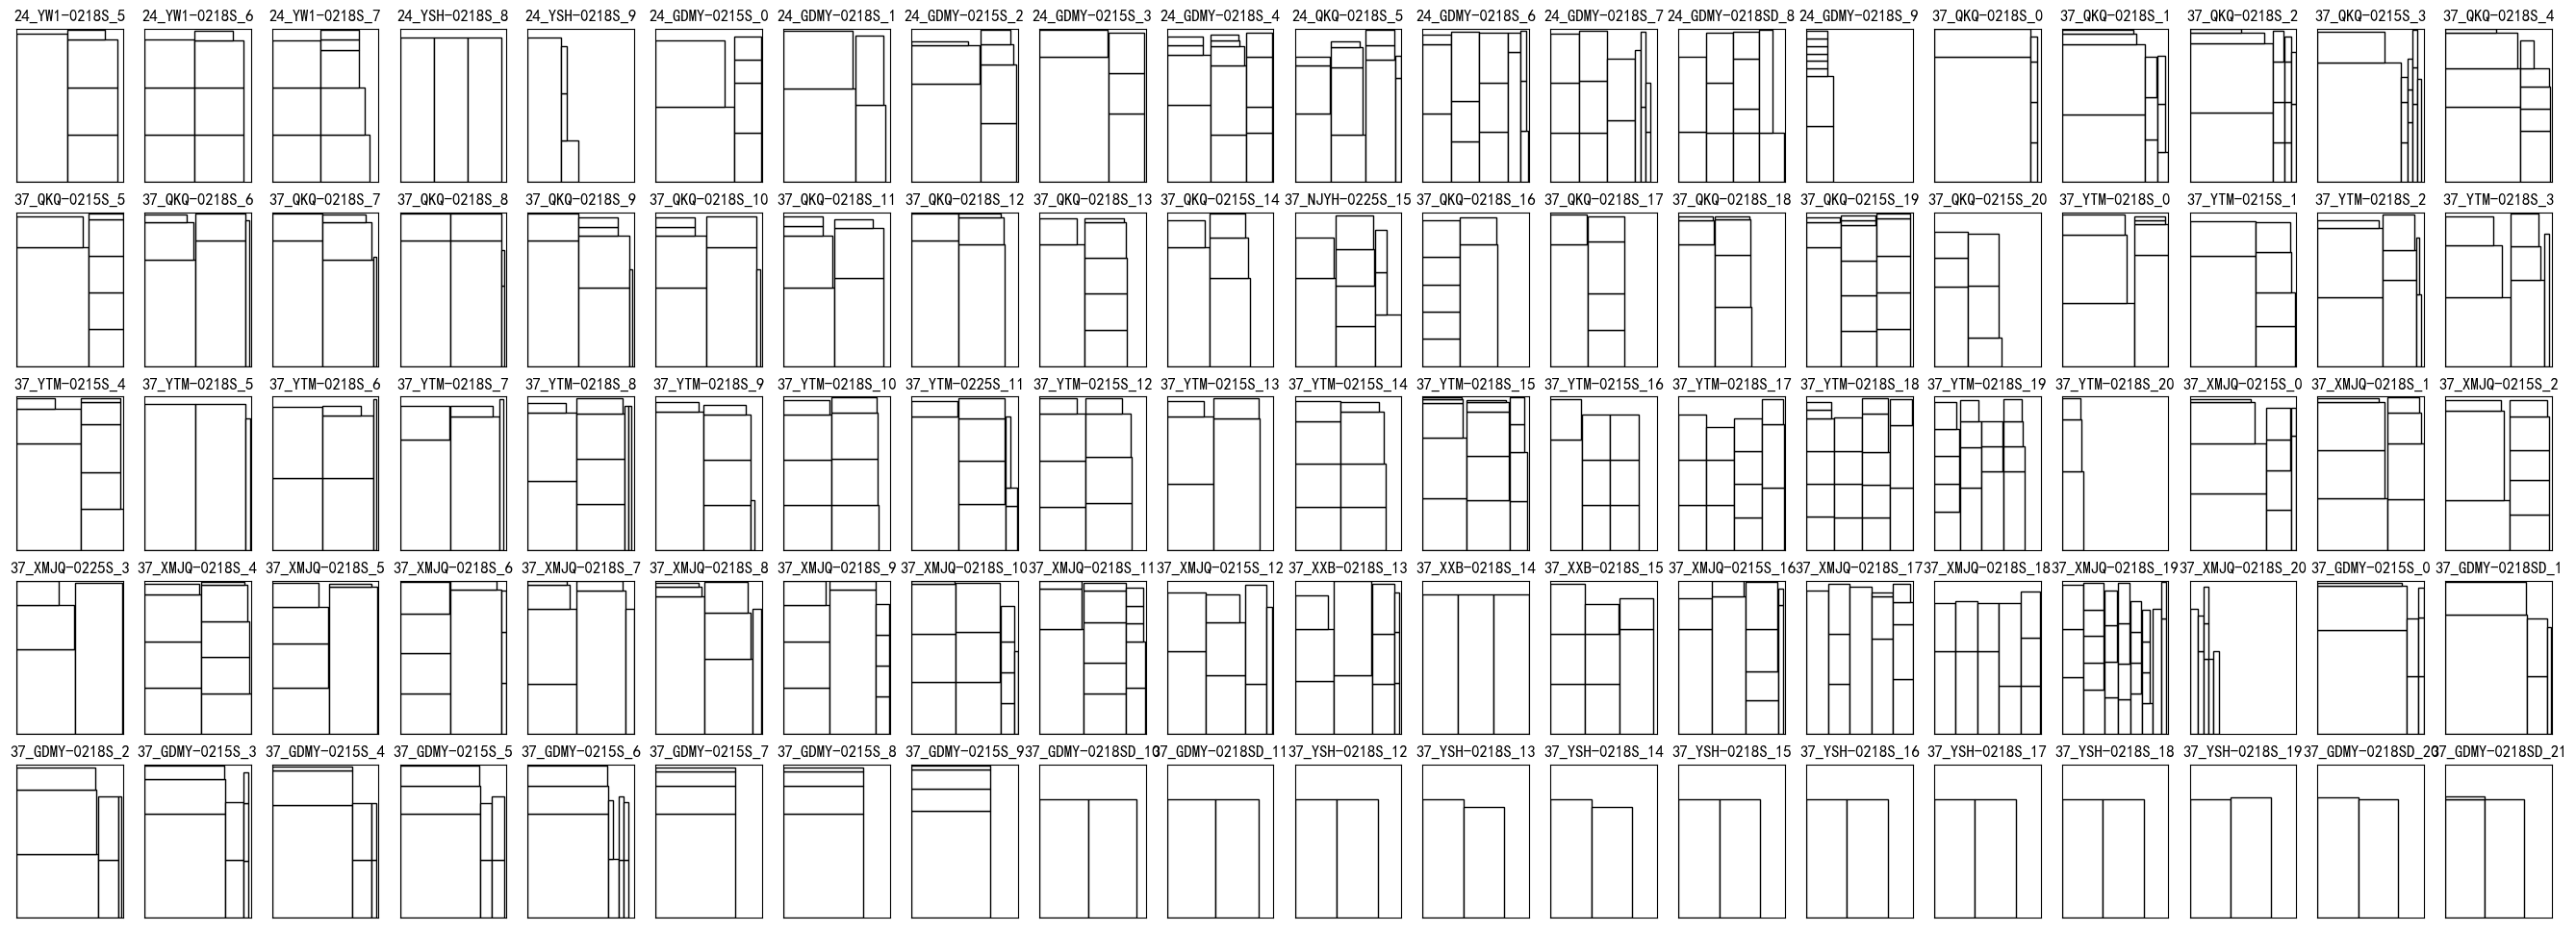 24_YW1-0218S_5 24_YW1-0218S_6 24_YW1-0218S_7 24_YSH-0218S_8 24_YSH-0218S_9 24_GDMY-0215S_0 24_GDMY-0218S_1 24_GDMY-0215S_2 24_GDMY-0215S_3 24_GDMY-0218S_4 24_QKQ-0218S_5 24_GDMY-0218S_6 24_GDMY-0218S_7 24_GDMY-0218SD_8 24_GDMY-0218S_9 37_QKQ-0218S_0 37_QKQ-0218S_1 37_QKQ-0218S_2 37_QKQ-0215S_3 37_QKQ-0218S_4
37_QKQ-0215S_5 37_QKQ-0218S_6 37_QKQ-0218S_7 37_QKQ-0218S_8 37_QKQ-0218S_9 37_QKQ-0218S_10 37_QKQ-0218S_11 37_QKQ-0218S_12 37_QKQ-0218S_13 37_QKQ-0215S_14 37_NJYH-0225S_15 37_QKQ-0218S_16 37_QKQ-0218S_17 37_QKQ-0218S_18 37_QKQ-0215S_19 37_QKQ-0215S_20 37_YTM-0218S_0 37_YTM-0215S_1 37_YTM-0218S_2 37_YTM-0218S_3
37_YTM-0215S_4 37_YTM-0218S_5 37_YTM-0218S_6 37_YTM-0218S_7 37_YTM-0218S_8 37_YTM-0218S_9 37_YTM-0218S_10 37_YTM-0225S_11 37_YTM-0215S_12 37_YTM-0215S_13 37_YTM-0215S_14 37_YTM-0218S_15 37_YTM-0215S_16 37_YTM-0218S_17 37_YTM-0218S_18 37_YTM-0218S_19 37_YTM-0218S_20 37_XMJQ-0215S_0 37_XMJQ-0218S_1 37_XMJQ-0215S_2
37_XMJQ-0225S_3 37_XMJQ-0218S_4 37_XMJQ-0218S_5 37_XMJQ-0218S_6 37_XMJQ-0218S_7 37_XMJQ-0218S_8 37_XMJQ-0218S_9 37_XMJQ-0218S_10 37_XMJQ-0218S_11 37_XMJQ-0215S_12 37_XXB-0218S_13 37_XXB-0218S_14 37_XXB-0218S_15 37_XMJQ-0215S_16 37_XMJQ-0218S_17 37_XMJQ-0218S_18 37_XMJQ-0218S_19 37_XMJQ-0218S_20 37_GDMY-0215S_0 37_GDMY-0218SD_1
37_GDMY-0218S_2 37_GDMY-0215S_3 37_GDMY-0215S_4 37_GDMY-0215S_5 37_GDMY-0215S_6 37_GDMY-0215S_7 37_GDMY-0215S_8 37_GDMY-0215S_9 37_GDMY-0218SD_10 37_GDMY-0218SD_11 37_YSH-0218S_12 37_YSH-0218S_13 37_YSH-0218S_14 37_YSH-0218S_15 37_YSH-0218S_16 37_YSH-0218S_17 37_YSH-0218S_18 37_YSH-0218S_19 37_GDMY-0218SD_20 37_GDMY-0218SD_21